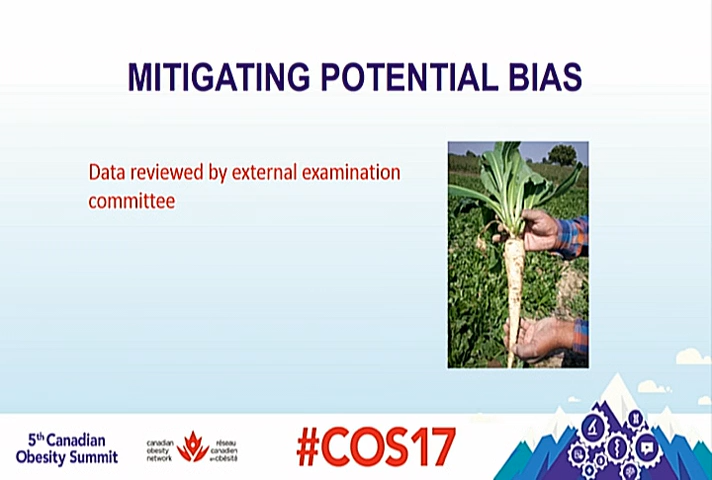 MITIGATING POTENTIAL BIAS
Data reviewed by external examination
committee
5th Canadian
Obesity Summit
canadian
obesity
network
réseau
canadien
en obésité
#COS17